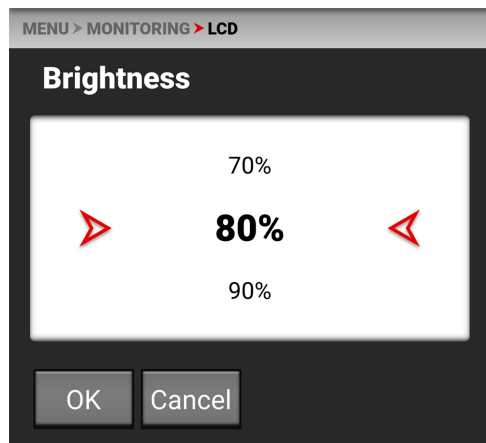 MENU > MONITORING > LCD
Brightness
70%
80%
90%
OK Cancel